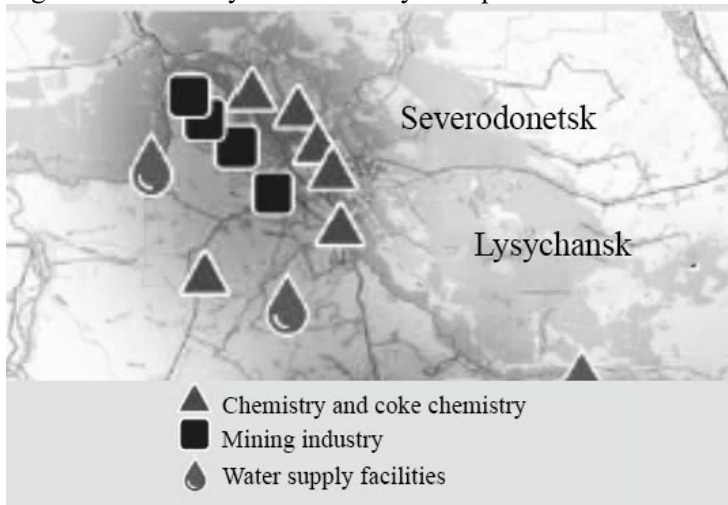 Severodonetsk
Lysychansk
Chemistry and coke chemistry
Mining industry
Water supply facilities